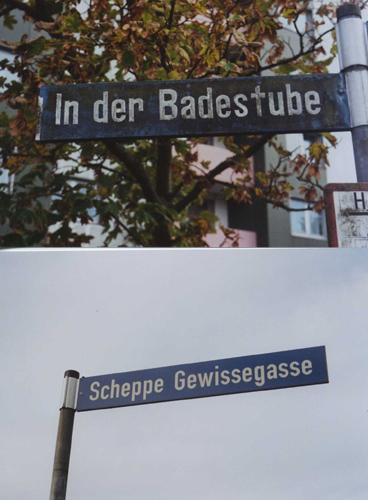 In der Badestube
H
Scheppe Gewissegasse